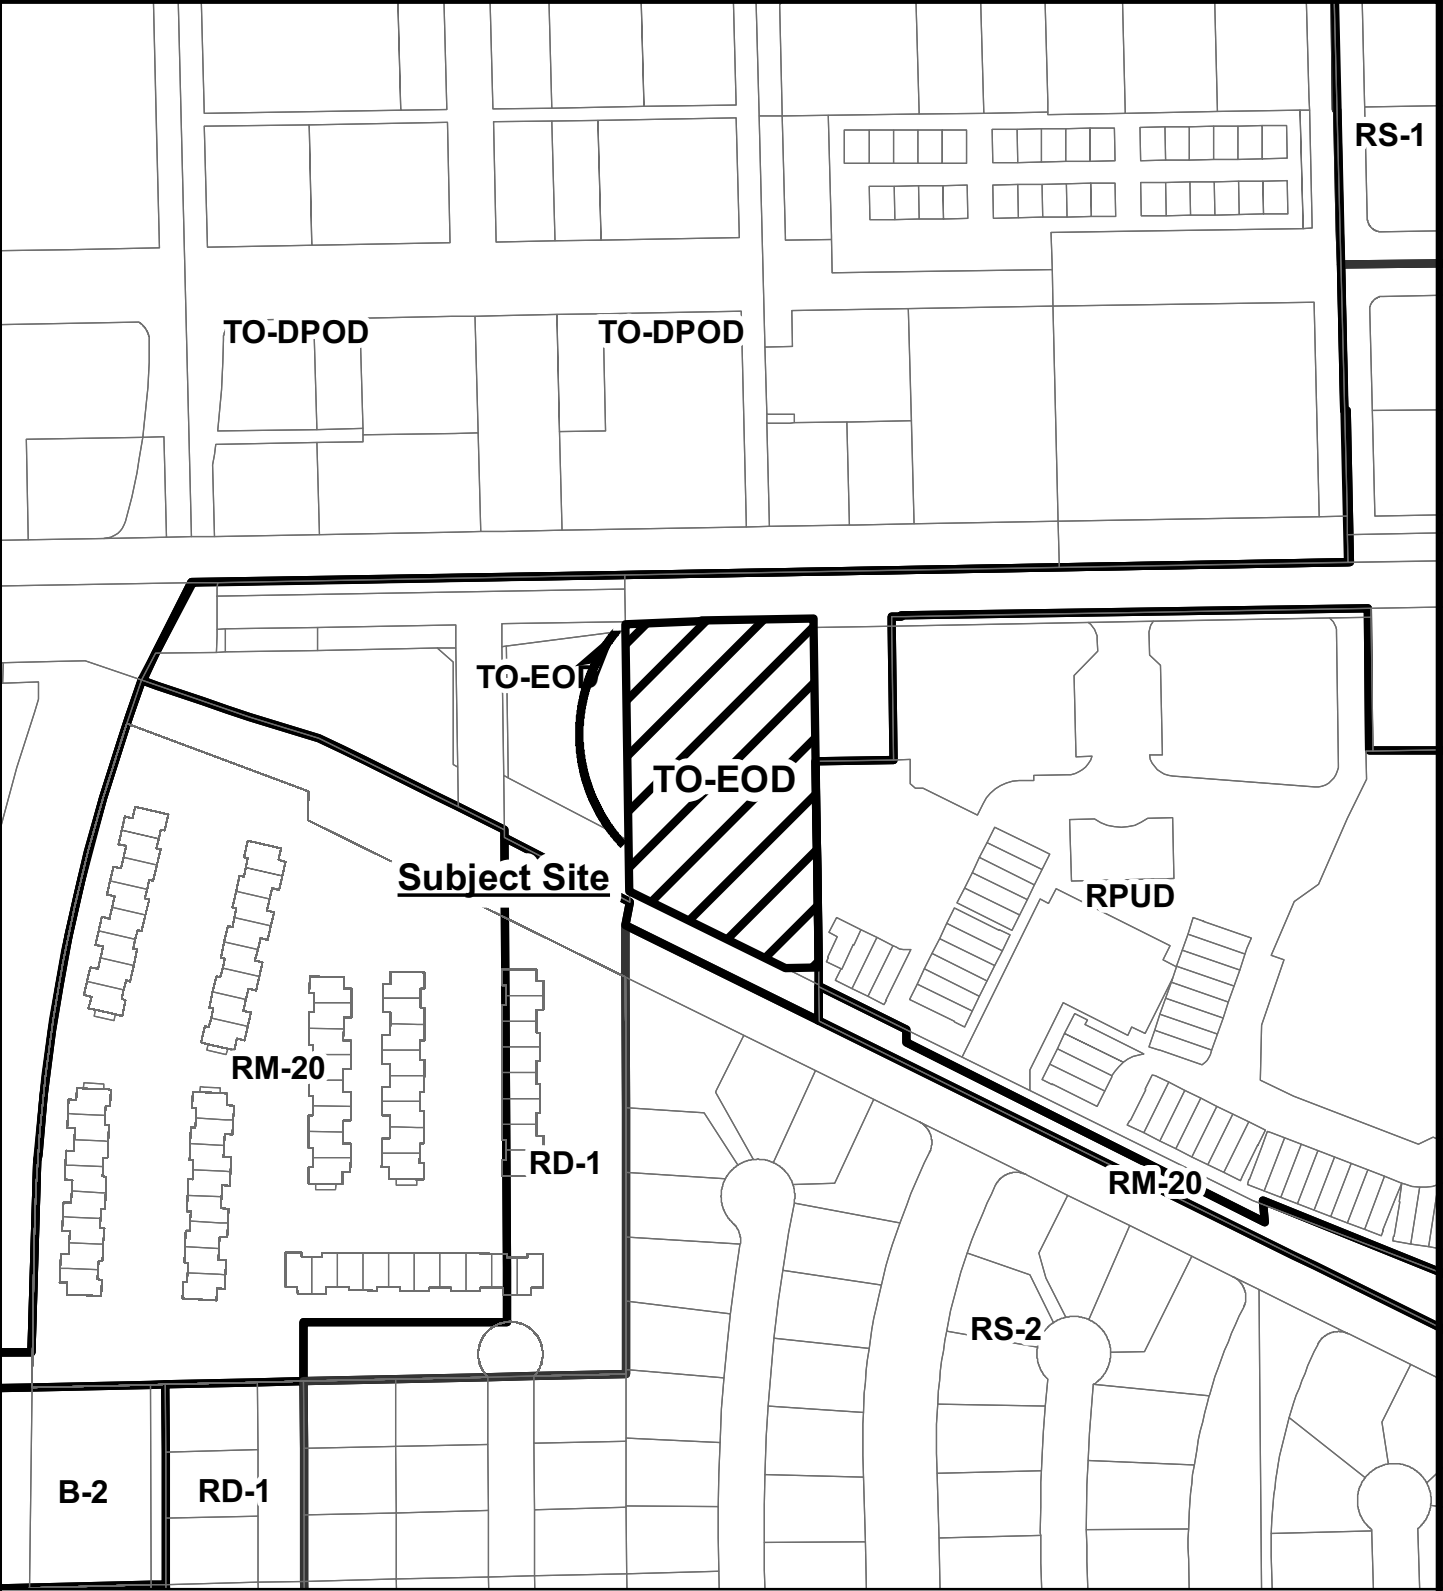 RS-1
TO-DPOD
TO-DPOD
TO-EOD
TO-EOD
Subject Site
RPUD
RM-20
RD-1
RM-20
RS-2
B-2
RD-1